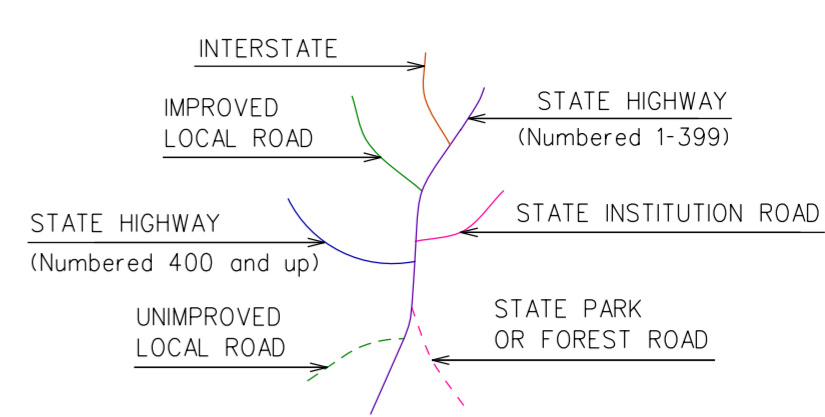 INTERSTATE
IMPROVED
LOCAL ROAD
STATE HIGHWAY
(Numbered 1-399)
STATE HIGHWAY
(Numbered 400 and up)
STATE INSTITUTION ROAD
UNIMPROVED
LOCAL ROAD
STATE PARK
OR FOREST ROAD